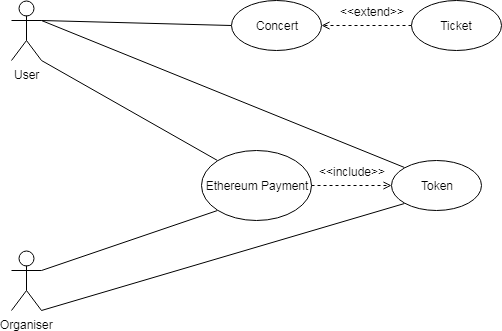 <<extend>>
Concert
Ticket
User
<<include>>
Ethereum Payment
Token
Organiser